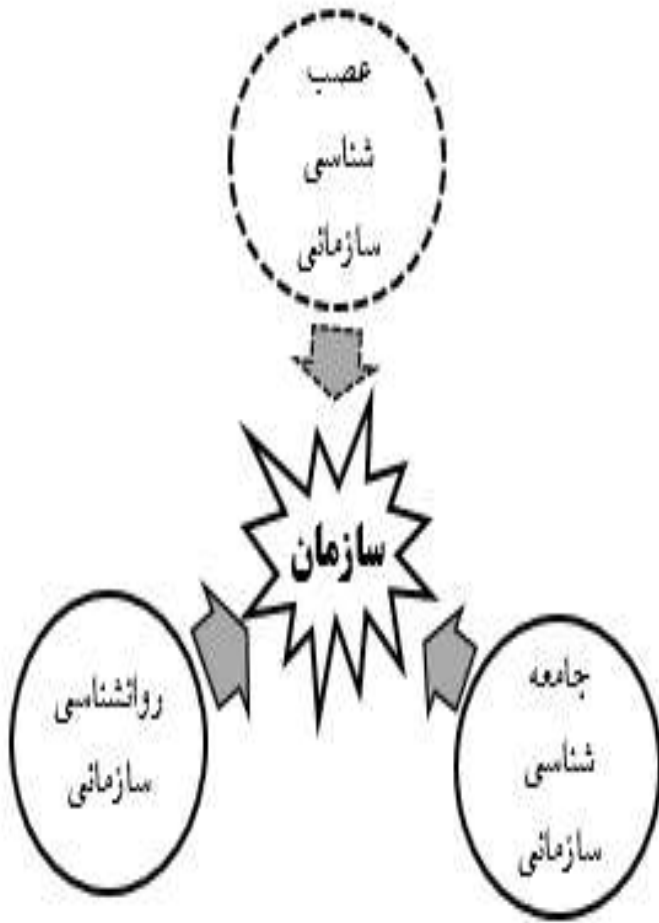 عصب
شناسی
سازمانی
سازمان
جامعه
شناسی
سازمانی
روانشناسی
سازمانی